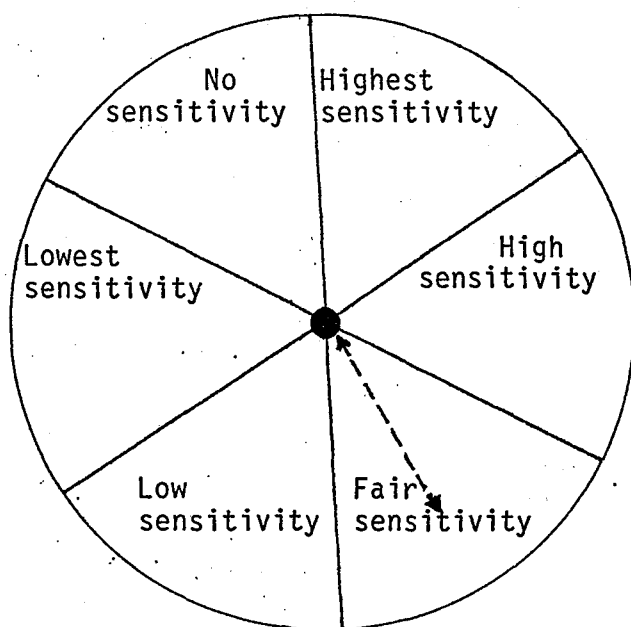 No
sensitivity
Highest
sensitivity
High
sensitivity
Fair
sensitivity
Low
sensitivity
Lowest
sensitivity